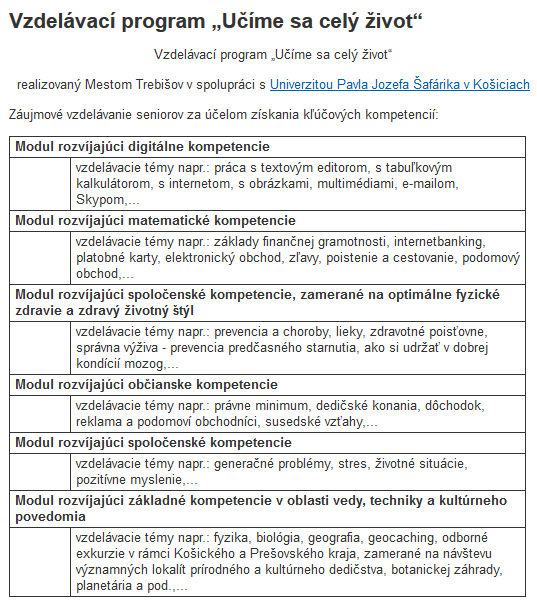 Vzdelávací program „Učíme sa celý život“
Vzdelávací program „Učíme sa celý život“
realizovaný Mestom Trebišov v spolupráci s Univerzitou Pavla Jozefa Šafárika v Košiciach
Záujmové vzdelávanie seniorov za účelom získania kľúčových kompetencií:
Modul rozvíjajúci digitálne kompetencie
vzdelávacie témy napr.: práca s textovým editorom, s tabuľkovým
kalkulátorom, s internetom, s obrázkami, multimédiami, e-mailom,
Skypom,...
Modul rozvíjajúci matematické kompetencie
vzdelávacie témy napr.: základy finančnej gramotnosti, internetbanking,
platobné karty, elektronický obchod, zľavy, poistenie a cestovanie, podomový
obchod,...
Modul rozvíjajúci spoločenské kompetencie, zamerané na optimálne fyzické
zdravie a zdravý životný štýl
vzdelávacie témy napr.: prevencia a choroby, lieky, zdravotné poisťovne,
správna výživa - prevencia predčasného starnutia, ako si udržať v dobrej
kondícií mozog,...
Modul rozvíjajúci občianske kompetencie
vzdelávacie témy napr.: právne minimum, dedičské konania, dôchodok,
reklama a podomoví obchodníci, susedské vzťahy,...
Modul rozvíjajúci spoločenské kompetencie
vzdelávacie témy napr.: generačné problémy, stres, životné situácie,
pozitívne myslenie,...
Modul rozvíjajúci základné kompetencie v oblasti vedy, techniky a kultúrneho
povedomia
vzdelávacie témy napr.: fyzika, biológia, geografia, geocaching, odborné
exkurzie v rámci Košického a Prešovského kraja, zamerané na návštevu
významných lokalít prírodného a kultúrneho dedičstva, botanickej záhrady,
planetária a pod.,...